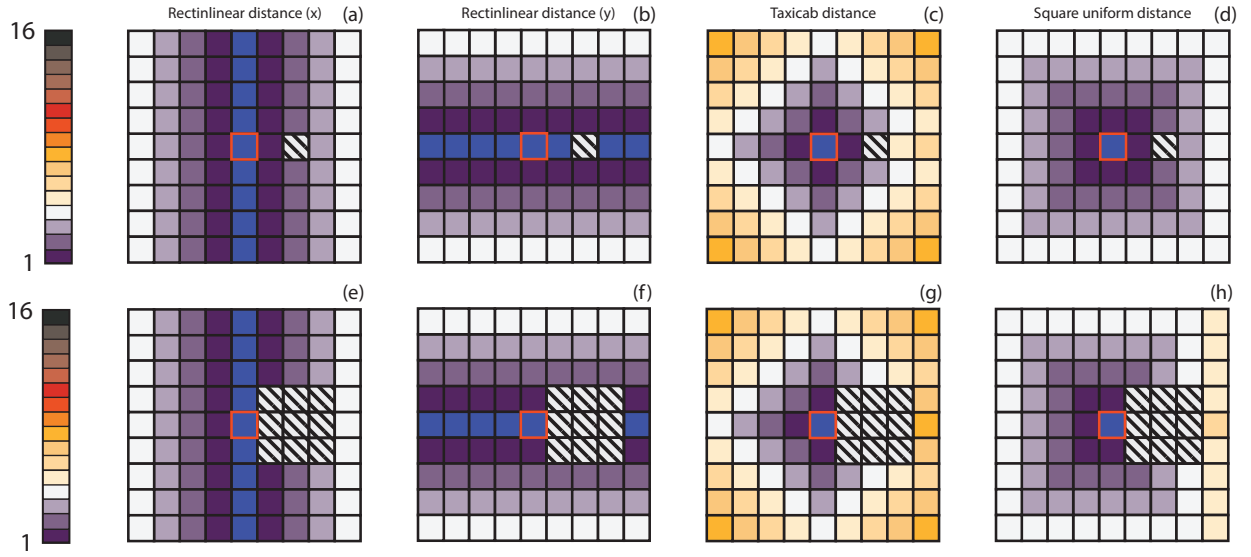 Rectinlinear distance (x)
(a)
Rectinlinear distance (y)
(b)
Taxicab distance
(c)
Square uniform distance
(d)
16
1
(e)
(f)
(g)
(h)
16
1